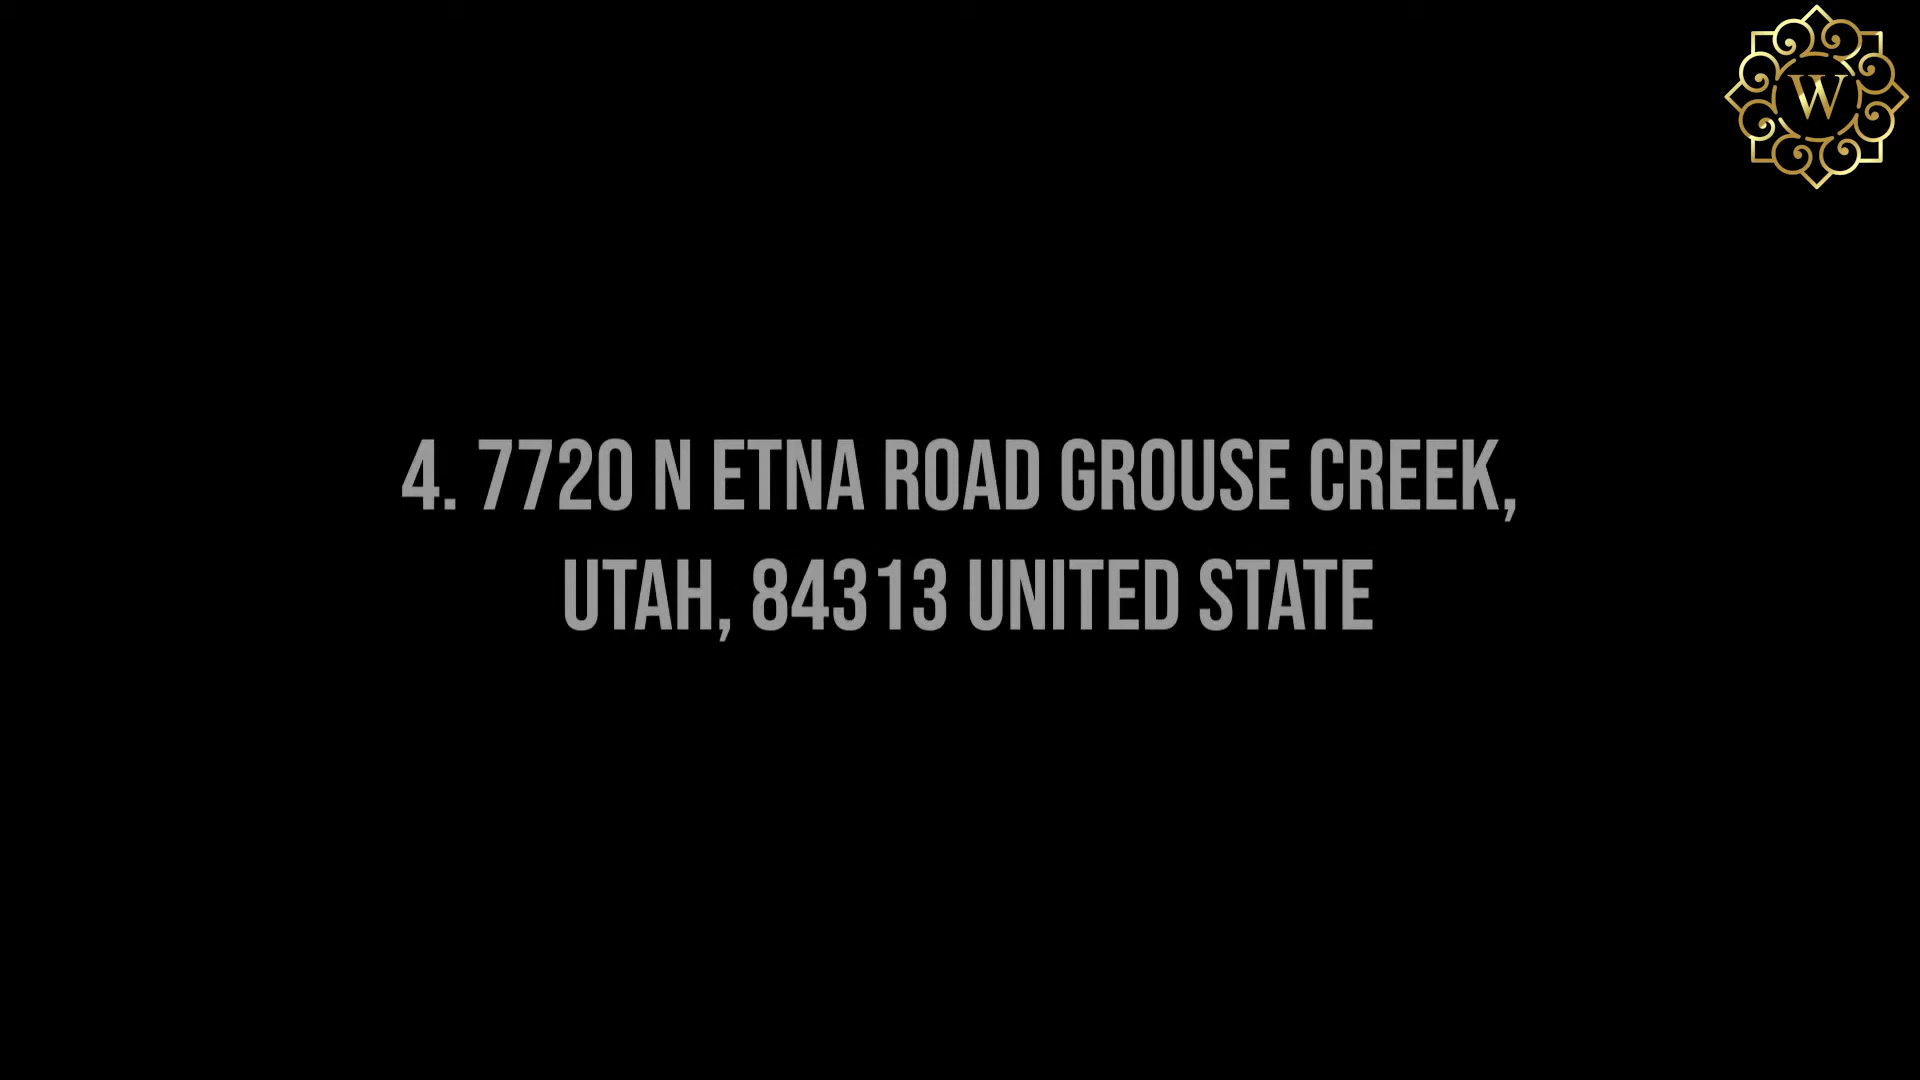 W
4. 7720 N ETNA ROAD GROUSE CREEK,
UTAH, 84313 UNITED STATE